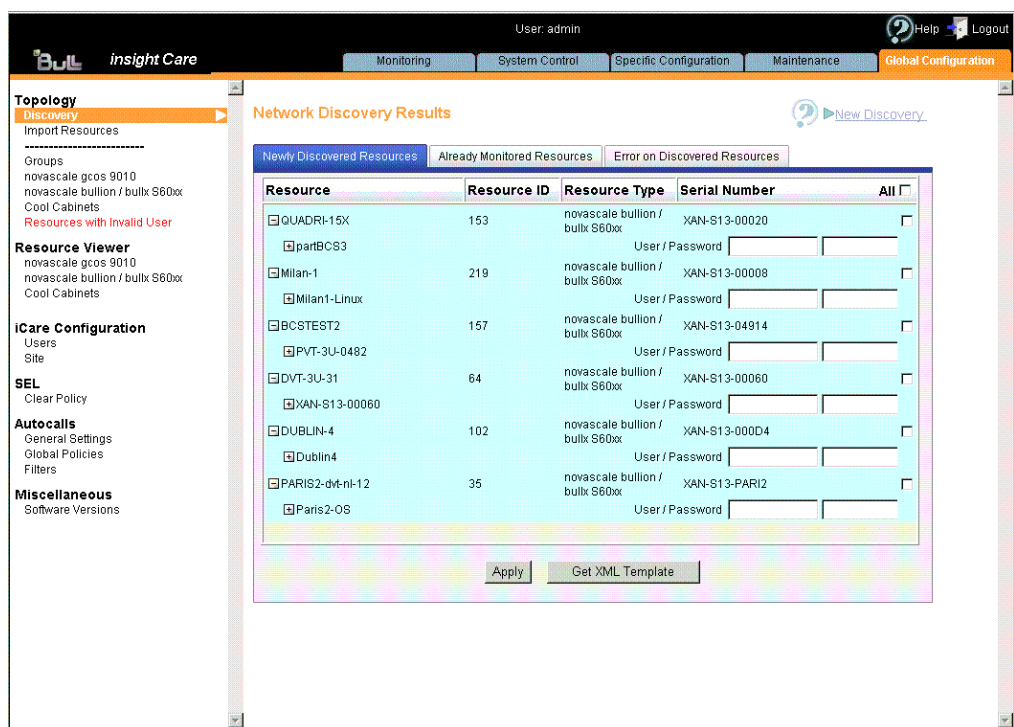 User: admin
Help
Logout
Bull
insight Care
Monitoring
System Control
Specific Configuration
Maintenance
Global Configuration
Topology
Discovery
Import Resources
-------------------------
Groups
novascale gcos 9010
novascale bullion / bullx S60xx
Cool Cabinets
Resources with Invalid User
Resource Viewer
novascale gcos 9010
novascale bullion / bullx S60xx
Cool Cabinets
iCare Configuration
Users
Site
SEL
Clear Policy
Autocalls
General Settings
Global Policies
Filters
Miscellaneous
Software Versions
Network Discovery Results
New Discovery
Newly Discovered Resources
Already Monitored Resources
Error on Discovered Resources
Resource Resource ID Resource Type Serial Number All
QUADRI-15X 153 novascale bullion / bullx S60xx XAN-S13-00020
partBCS3 User / Password
Milan-1 219 novascale bullion / bullx S60xx XAN-S13-00008
Milan1-Linux User / Password
BCSTEST2 157 novascale bullion / bullx S60xx XAN-S13-04914
PVT-3U-0482 User / Password
DVT-3U-31 64 novascale bullion / bullx S60xx XAN-S13-00060
XAN-S13-00060 User / Password
DUBLIN-4 102 novascale bullion / bullx S60xx XAN-S13-000D4
Dublin4 User / Password
PARIS2-dvt-nl-12 35 novascale bullion / bullx S60xx XAN-S13-PARI2
Paris2-OS User / Password
Apply
Get XML Template